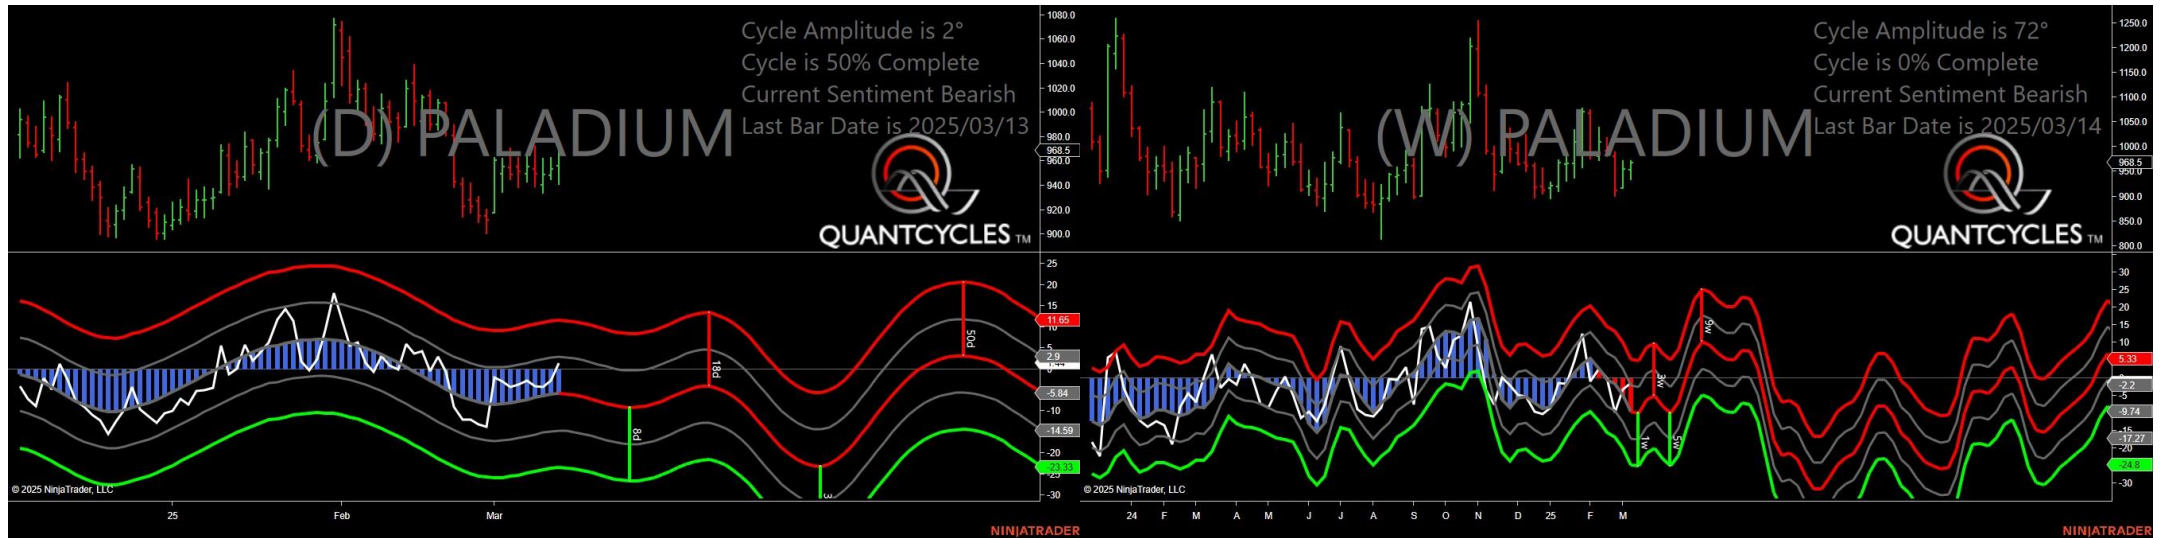 Cycle Amplitude is 2°
Cycle is 50% Complete
Current Sentiment Bearish
Last Bar Date is 2025/03/13
(D) PALADIUM
QUANTCYCLES TM
1080.0
1060.0
1040.0
1020.0
1000.0
980.0
968.5
960.0
940.0
920.0
900.0
25
20
15
11.65
10
5
2.9
-5.84
-10
-14.59
-20
-23.33
-30
18d
8d
50d
3
© 2025 NinjaTrader, LLC
25 Feb Mar
NINJATRADER
Cycle Amplitude is 72°
Cycle is 0% Complete
Current Sentiment Bearish
Last Bar Date is 2025/03/14
(W) PALADIUM
QUANTCYCLES TM
1250.0
1200.0
1150.0
1100.0
1050.0
1000.0
968.5
950.0
900.0
850.0
800.0
30
25
20
15
10
5.33
-2.2
-5
-9.74
-15
-17.27
-20
-24.8
-30
9w
3w
1w
5w
© 2025 NinjaTrader, LLC
24 F M A M J J A S O N D 25 F M
NINJATRADER